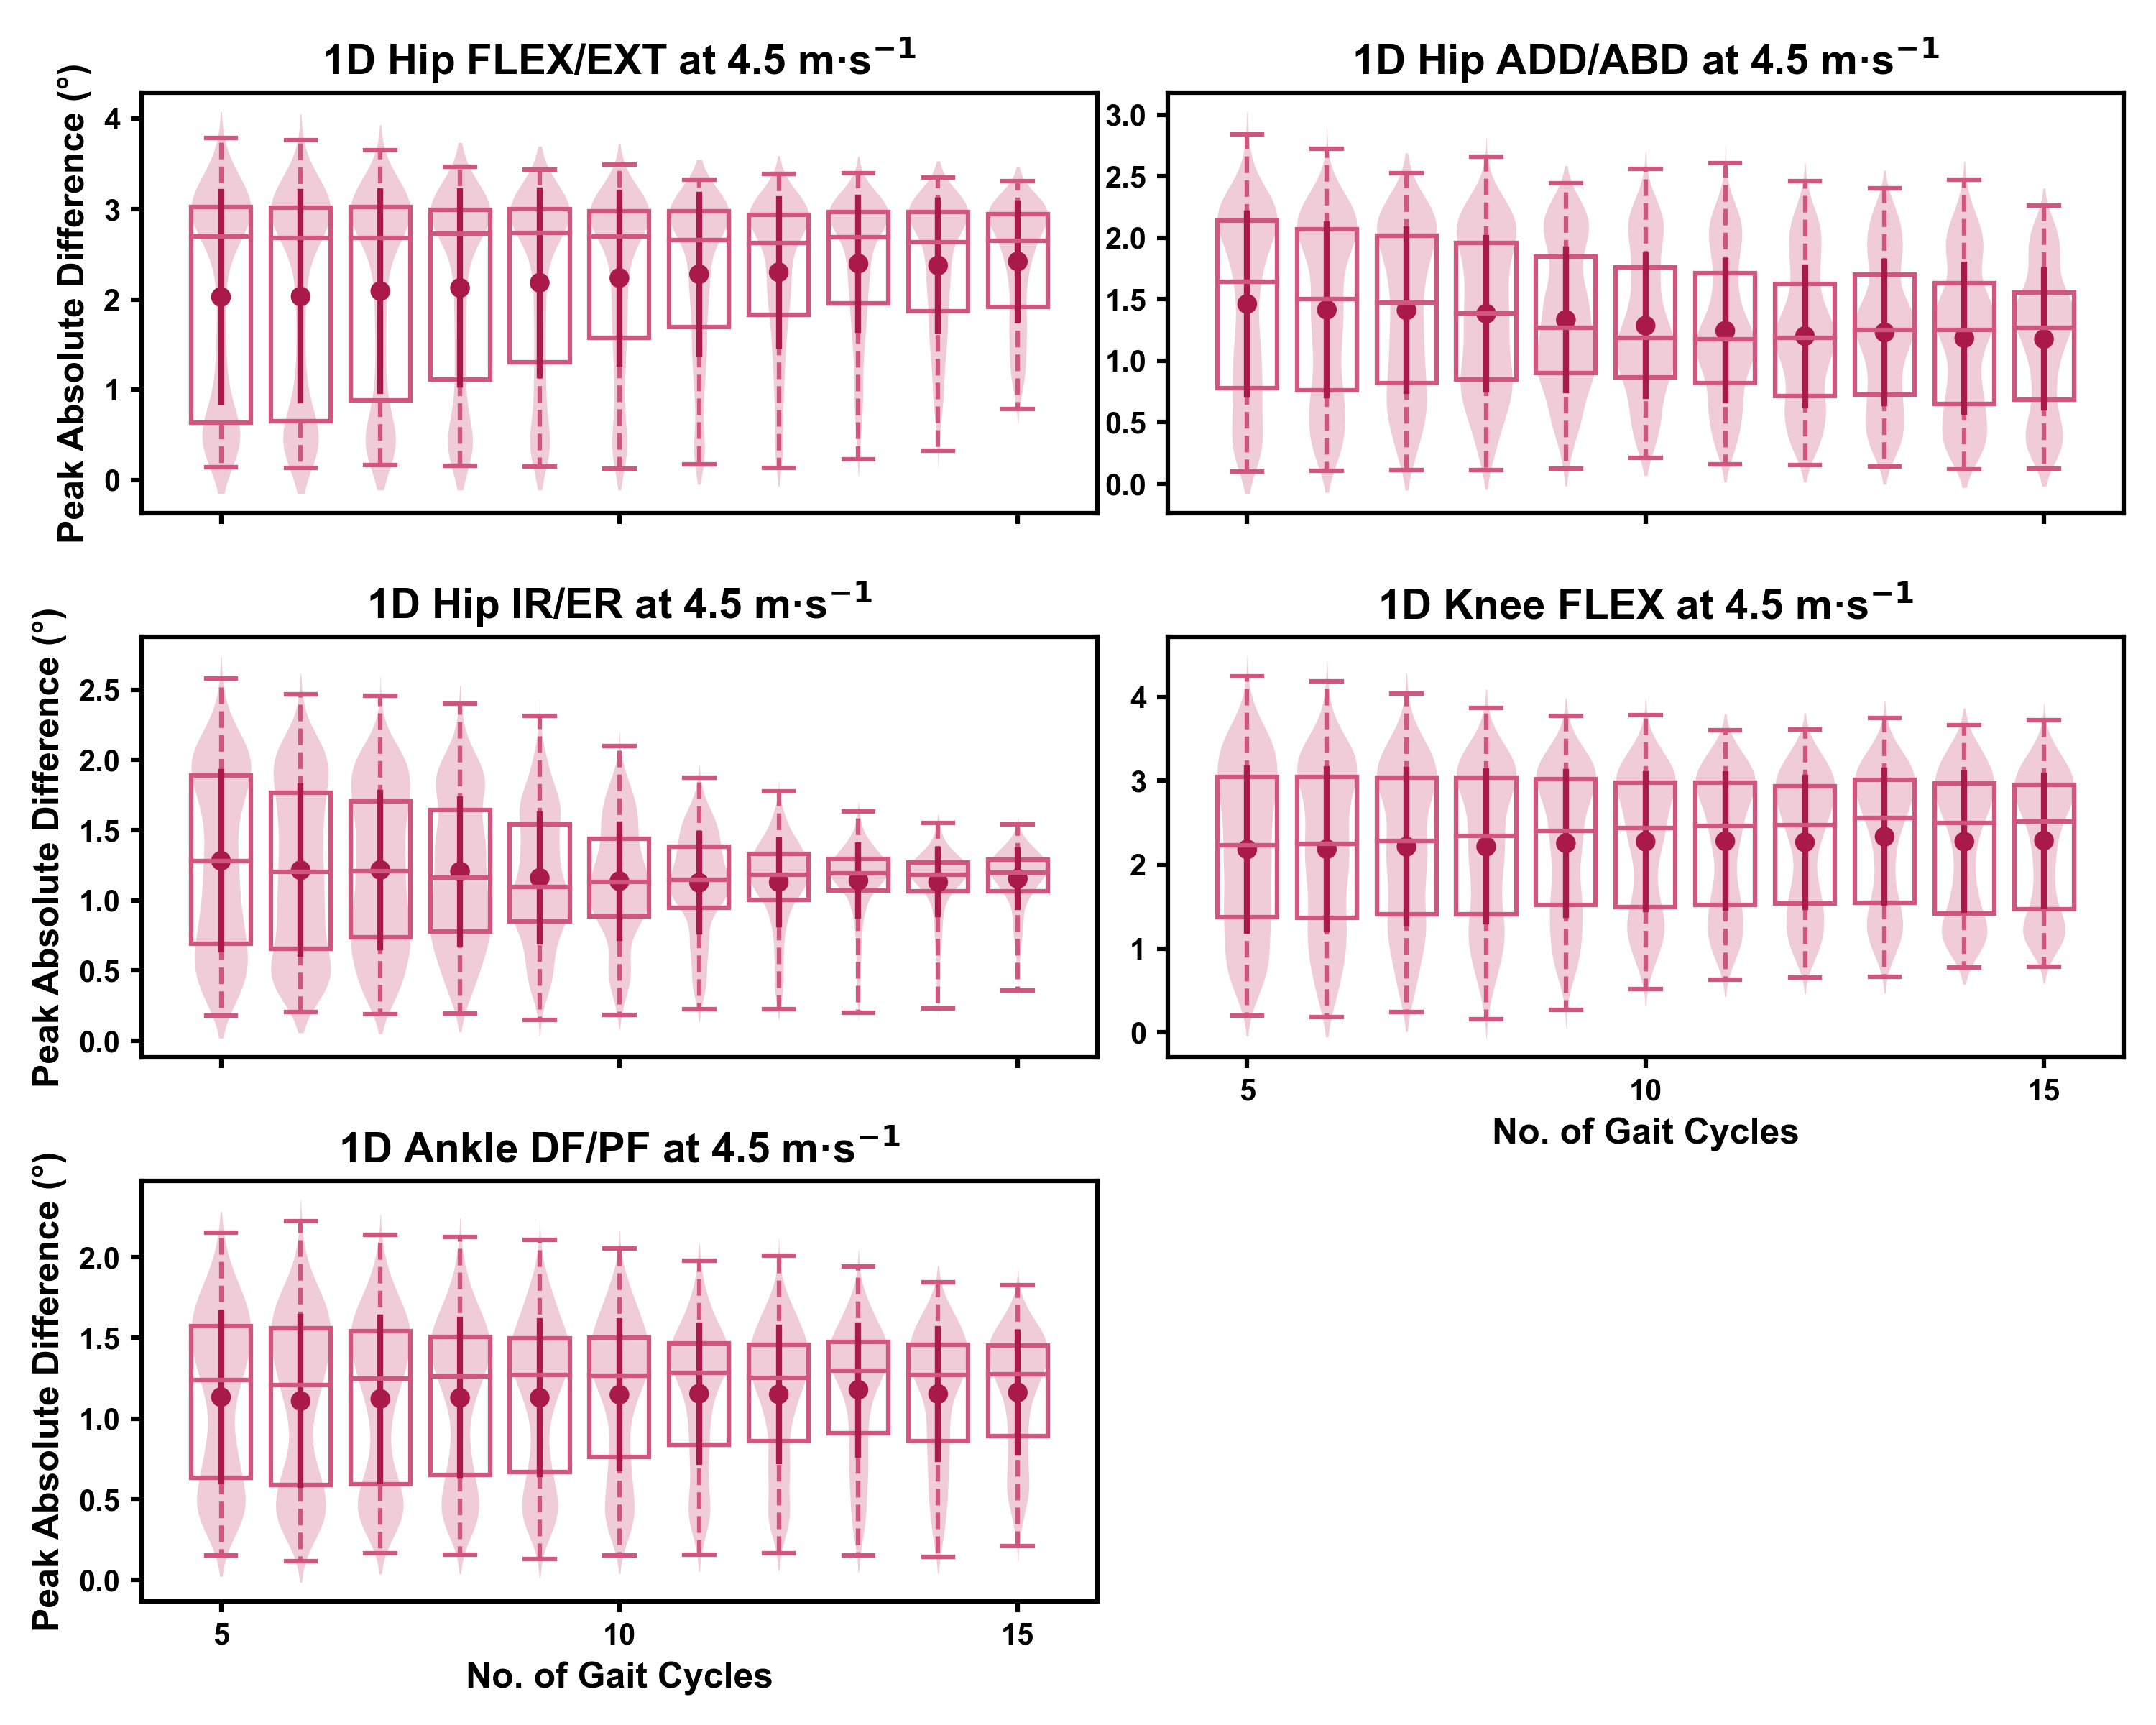 1D Hip FLEX/EXT at 4.5 m·s⁻¹
Peak Absolute Difference (°)
4
3
2
1
0
1D Hip ADD/ABD at 4.5 m·s⁻¹
3.0
2.5
2.0
1.5
1.0
0.5
0.0
1D Hip IR/ER at 4.5 m·s⁻¹
Peak Absolute Difference (°)
2.5
2.0
1.5
1.0
0.5
0.0
1D Knee FLEX at 4.5 m·s⁻¹
4
3
2
1
0
5 10 15
No. of Gait Cycles
1D Ankle DF/PF at 4.5 m·s⁻¹
Peak Absolute Difference (°)
2.0
1.5
1.0
0.5
0.0
5 10 15
No. of Gait Cycles